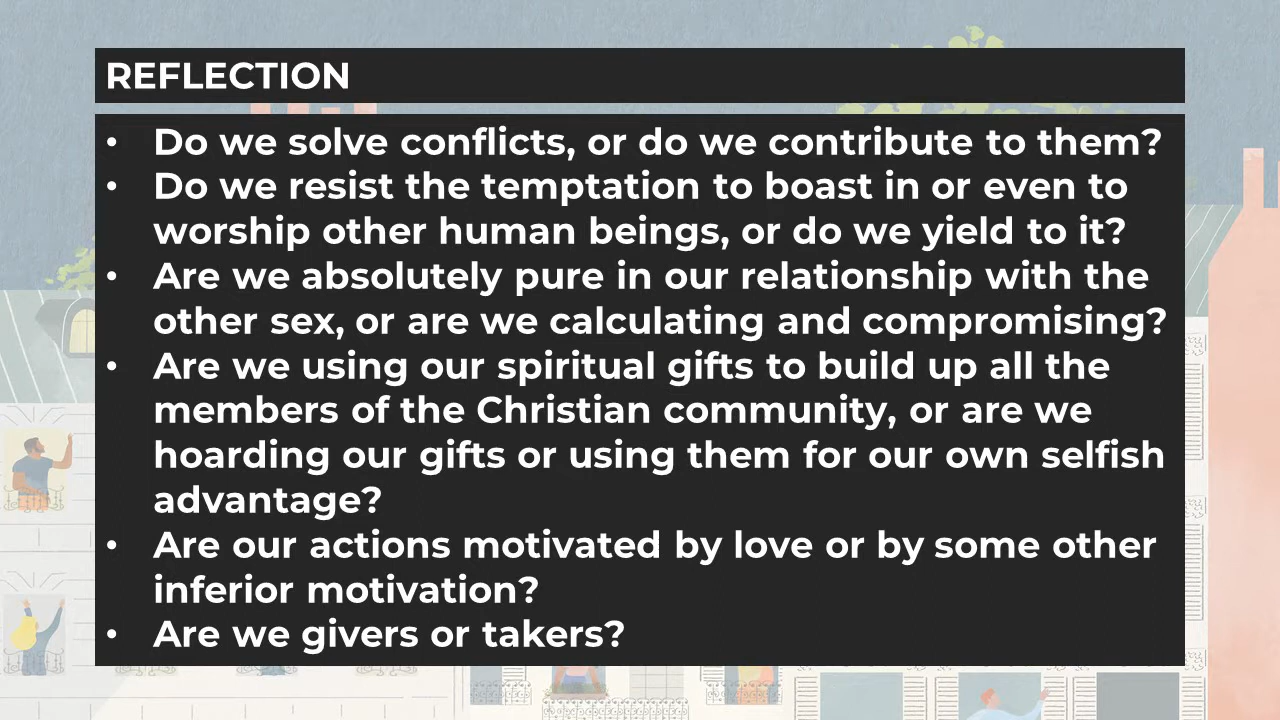 REFLECTION
• Do we solve conflicts, or do we contribute to them?
• Do we resist the temptation to boast in or even to
worship other human beings, or do we yield to it?
• Are we absolutely pure in our relationship with the
other sex, or are we calculating and compromising?
• Are we using our spiritual gifts to build up all the
members of the Christian community, or are we
hoarding our gifts or using them for our own selfish
advantage?
• Are our actions motivated by love or by some other
inferior motivation?
• Are we givers or takers?